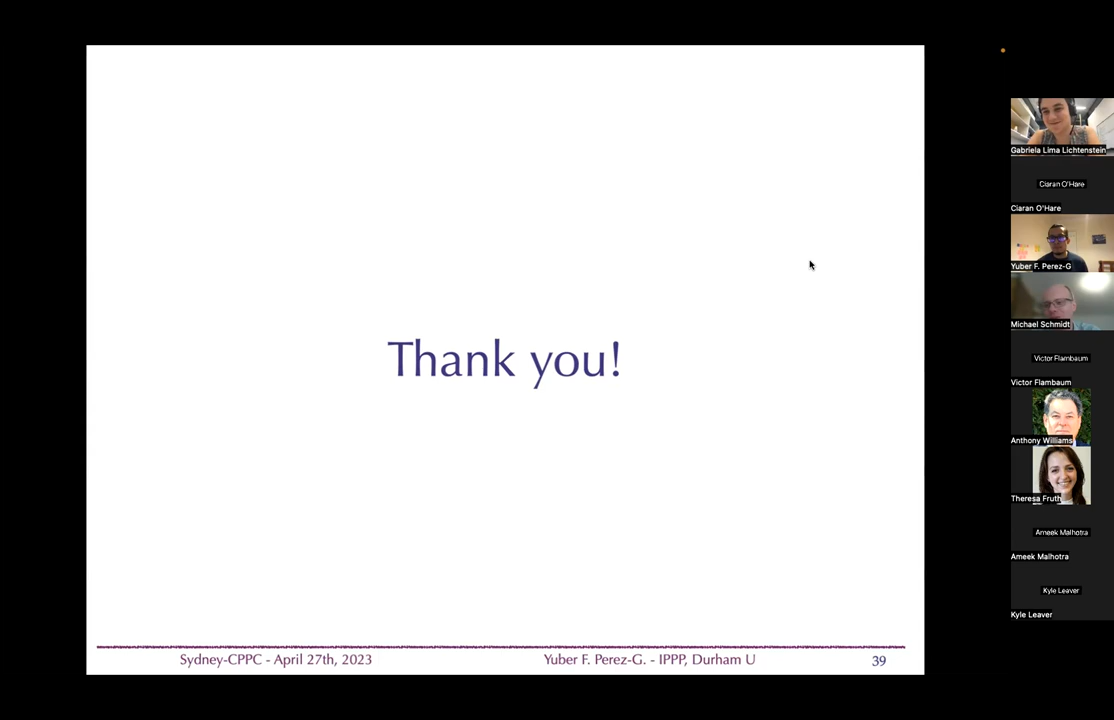 Thank you!
Sydney-CPPC - April 27th, 2023
Yuber F. Perez-G. - IPPP, Durham U
39
Gabriela Lima Lichtenstein
Ciaran O'Hare
Ciaran O'Hare
Yuber F. Perez-G
Michael Schmidt
Victor Flambaum
Victor Flambaum
Anthony Williams
Theresa Fruth
Ameek Malhotra
Ameek Malhotra
Kyle Leaver
Kyle Leaver